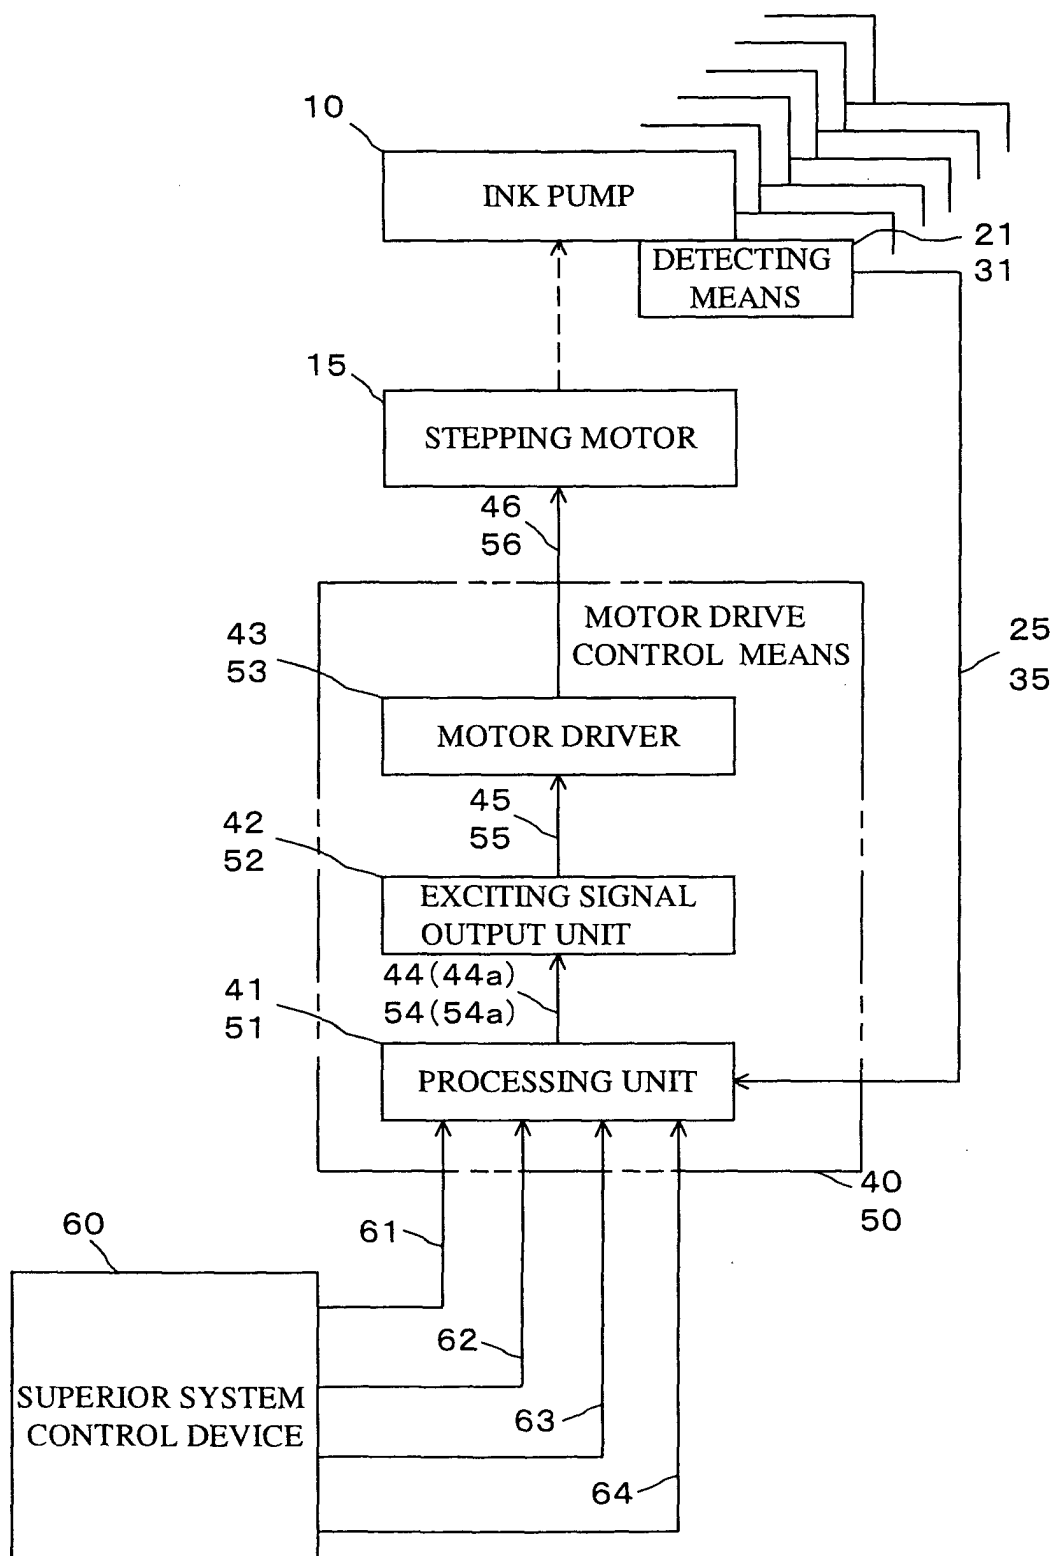 10
INK PUMP
DETECTING
MEANS
21
31
15
STEPPING MOTOR
46
56
MOTOR DRIVE
CONTROL MEANS
25
35
43
53
MOTOR DRIVER
45
55
42
52
EXCITING SIGNAL
OUTPUT UNIT
44(44a)
54(54a)
41
51
PROCESSING UNIT
40
50
60
61
62
63
64
SUPERIOR SYSTEM
CONTROL DEVICE